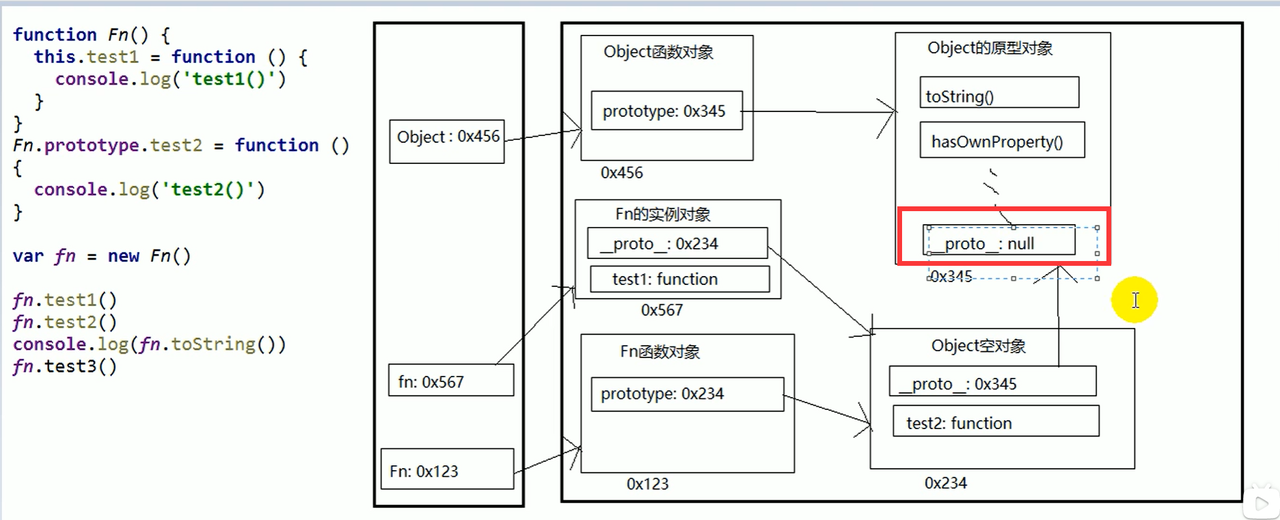 function Fn() {
this.test1 = function () {
console.log('test1()')
}
}
Fn.prototype.test2 = function ()
{
console.log('test2()')
}
var fn = new Fn()
fn.test1()
fn.test2()
console.log(fn.toString())
fn.test3()
Object : 0x456
fn: 0x567
Fn: 0x123
Object函数对象
prototype: 0x345
0x456
Fn的实例对象
__proto__: 0x234
test1: function
0x567
Fn函数对象
prototype: 0x234
0x123
Object的原型对象
toString()
hasOwnProperty()
__proto__: null
0x345
Object空对象
__proto__: 0x345
test2: function
0x234